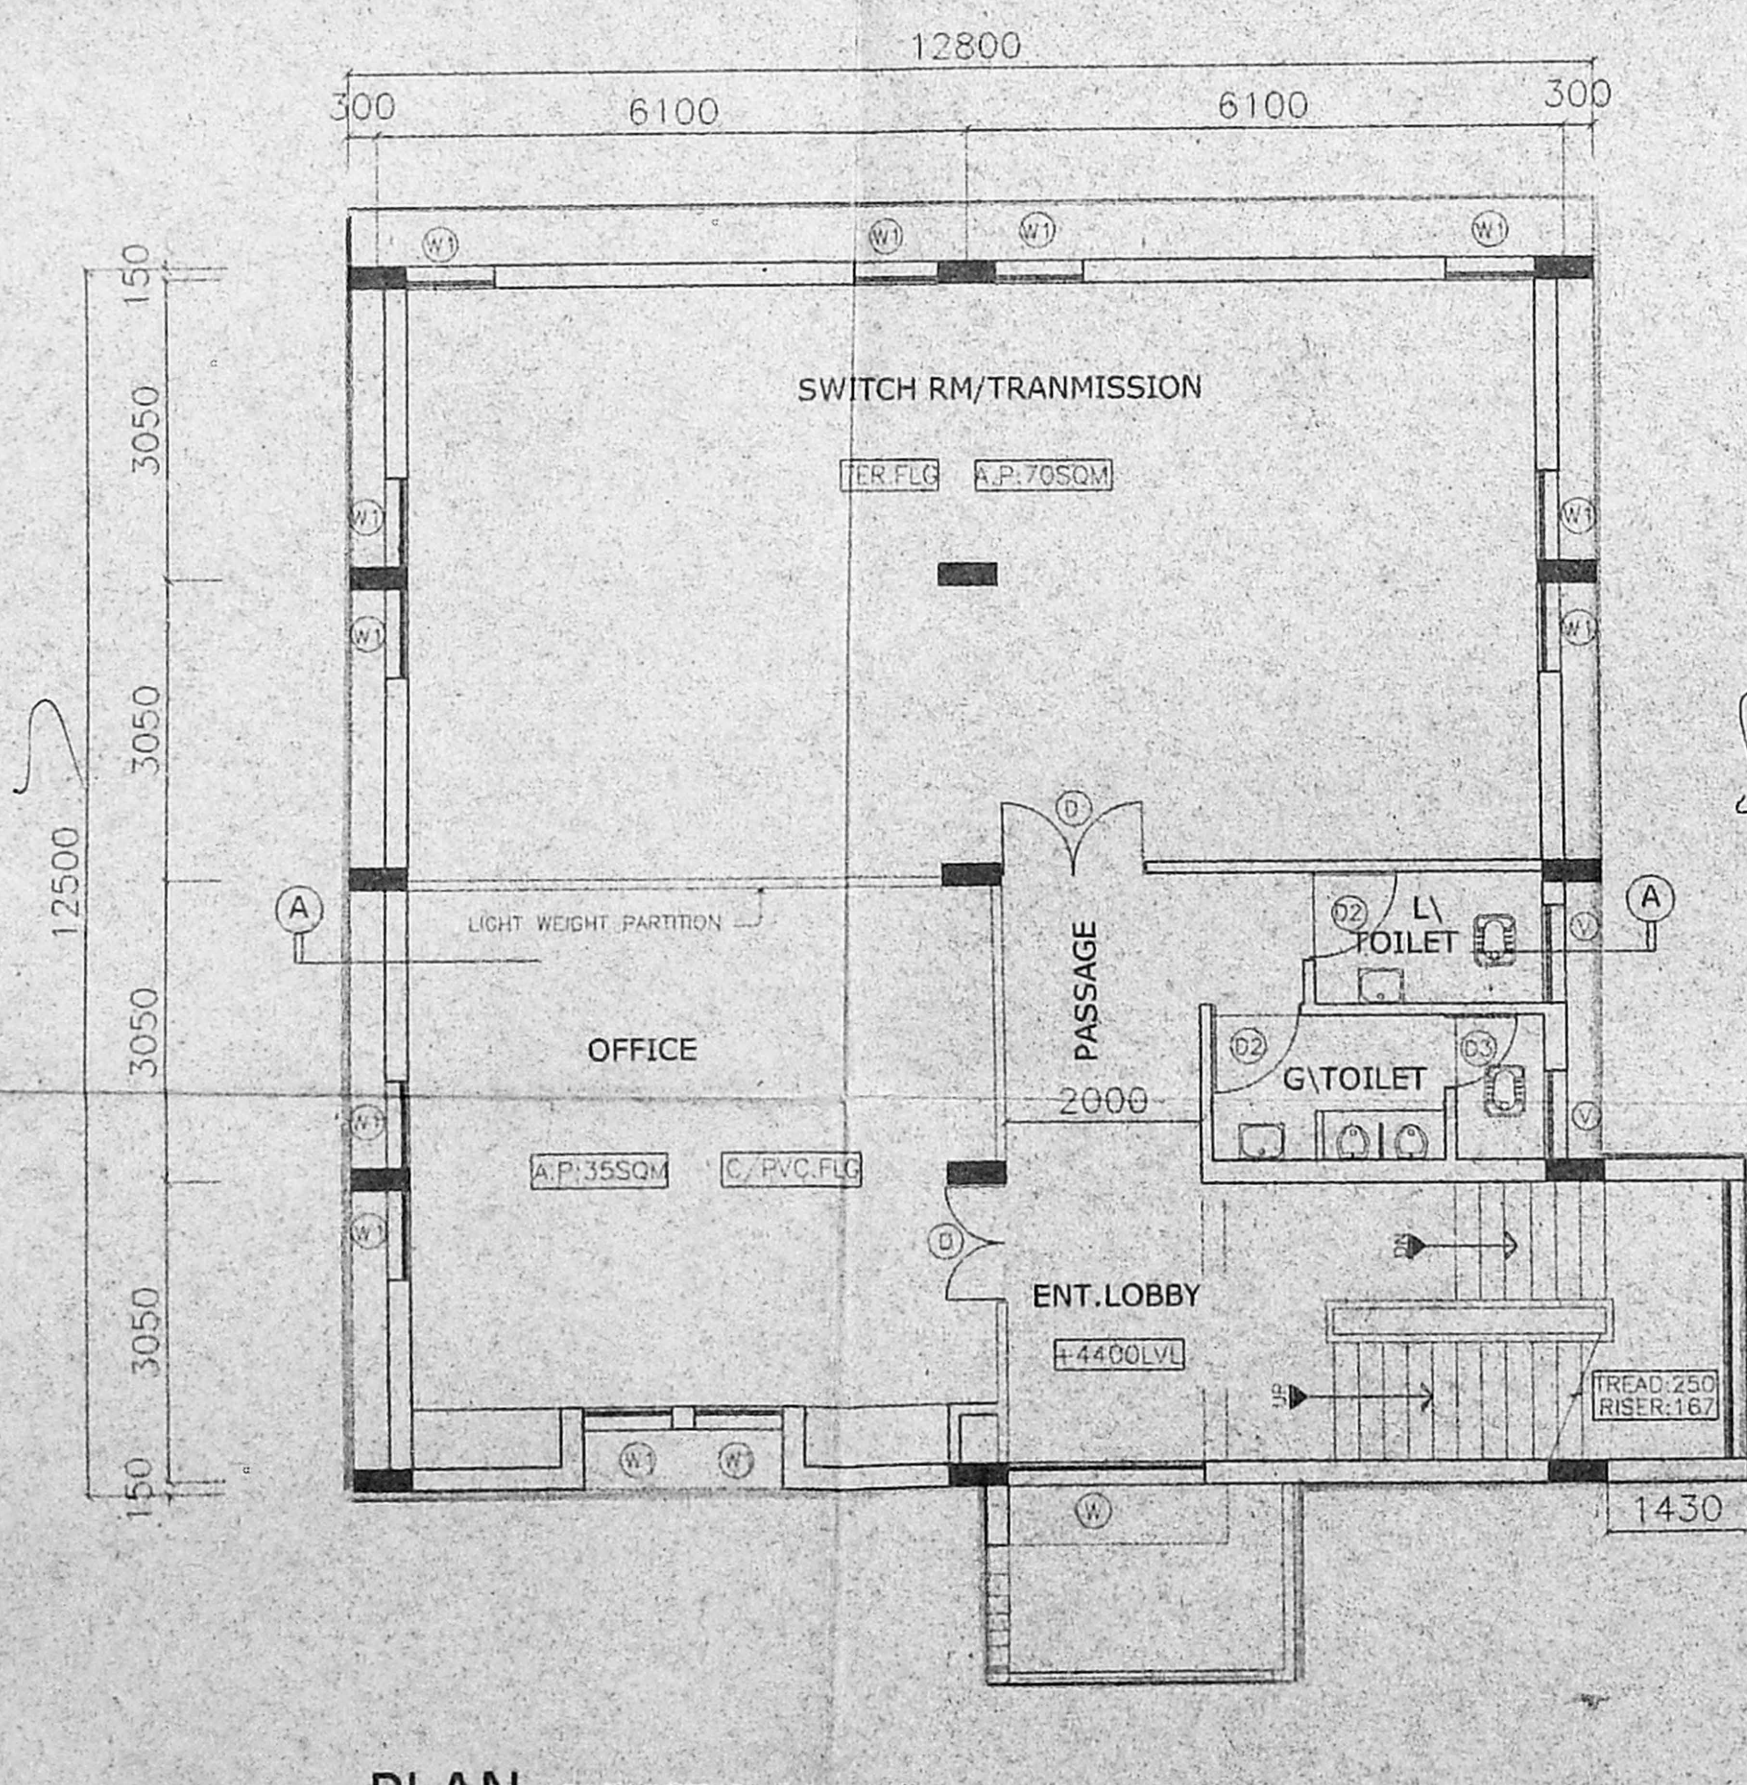 12800
300 6100 6100 300
W1 W1 W1 W1
150
3050
SWITCH RM/TRANMISSION
TER.FLG A.P:70SQM
W1 W1
W1 W1
3050
D
12500
A A
LIGHT WEIGHT PARTITION
D2 L\
TOILET
V
PASSAGE
3050
OFFICE
D2 D3
G\TOILET
2000
W1 V
A.P:35SQM C/PVC.FLG
W1
D
DN
ENT.LOBBY
3050
+4400LVL
UP
TREAD:250
RISER:167
W1 W1
150
W
1430
PLAN